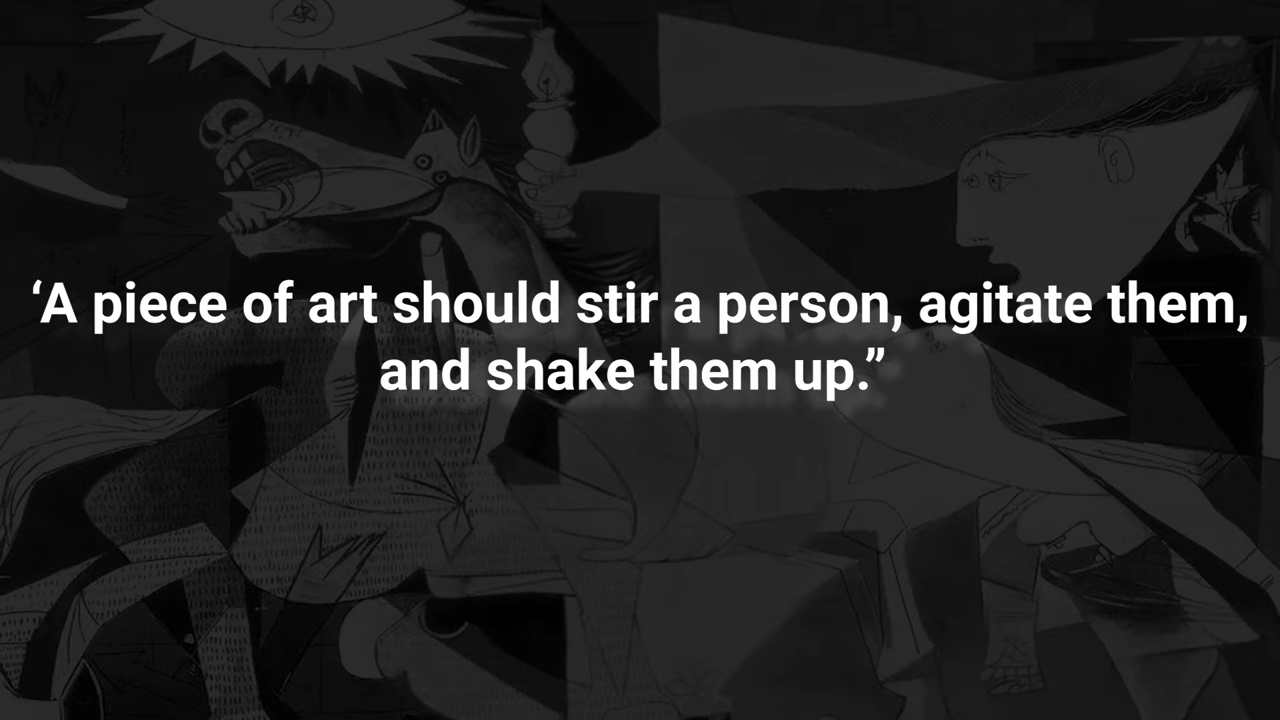 ‘A piece of art should stir a person, agitate them,
and shake them up.”